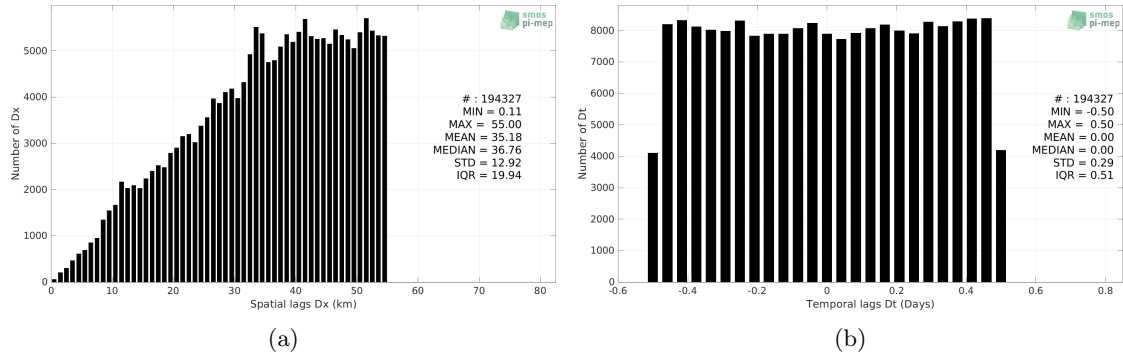 smos
pi-mep
Number of Dx
5000
4000
3000
2000
1000
0
# : 194327
MIN = 0.11
MAX = 55.00
MEAN = 35.18
MEDIAN = 36.76
STD = 12.92
IQR = 19.94
0 10 20 30 40 50 60 70 80
Spatial lags Dx (km)
(a)
smos
pi-mep
Number of Dt
8000
7000
6000
5000
4000
3000
2000
1000
0
# : 194327
MIN = -0.50
MAX = 0.50
MEAN = 0.00
MEDIAN = 0.00
STD = 0.29
IQR = 0.51
-0.6 -0.4 -0.2 0 0.2 0.4 0.6 0.8
Temporal lags Dt (Days)
(b)